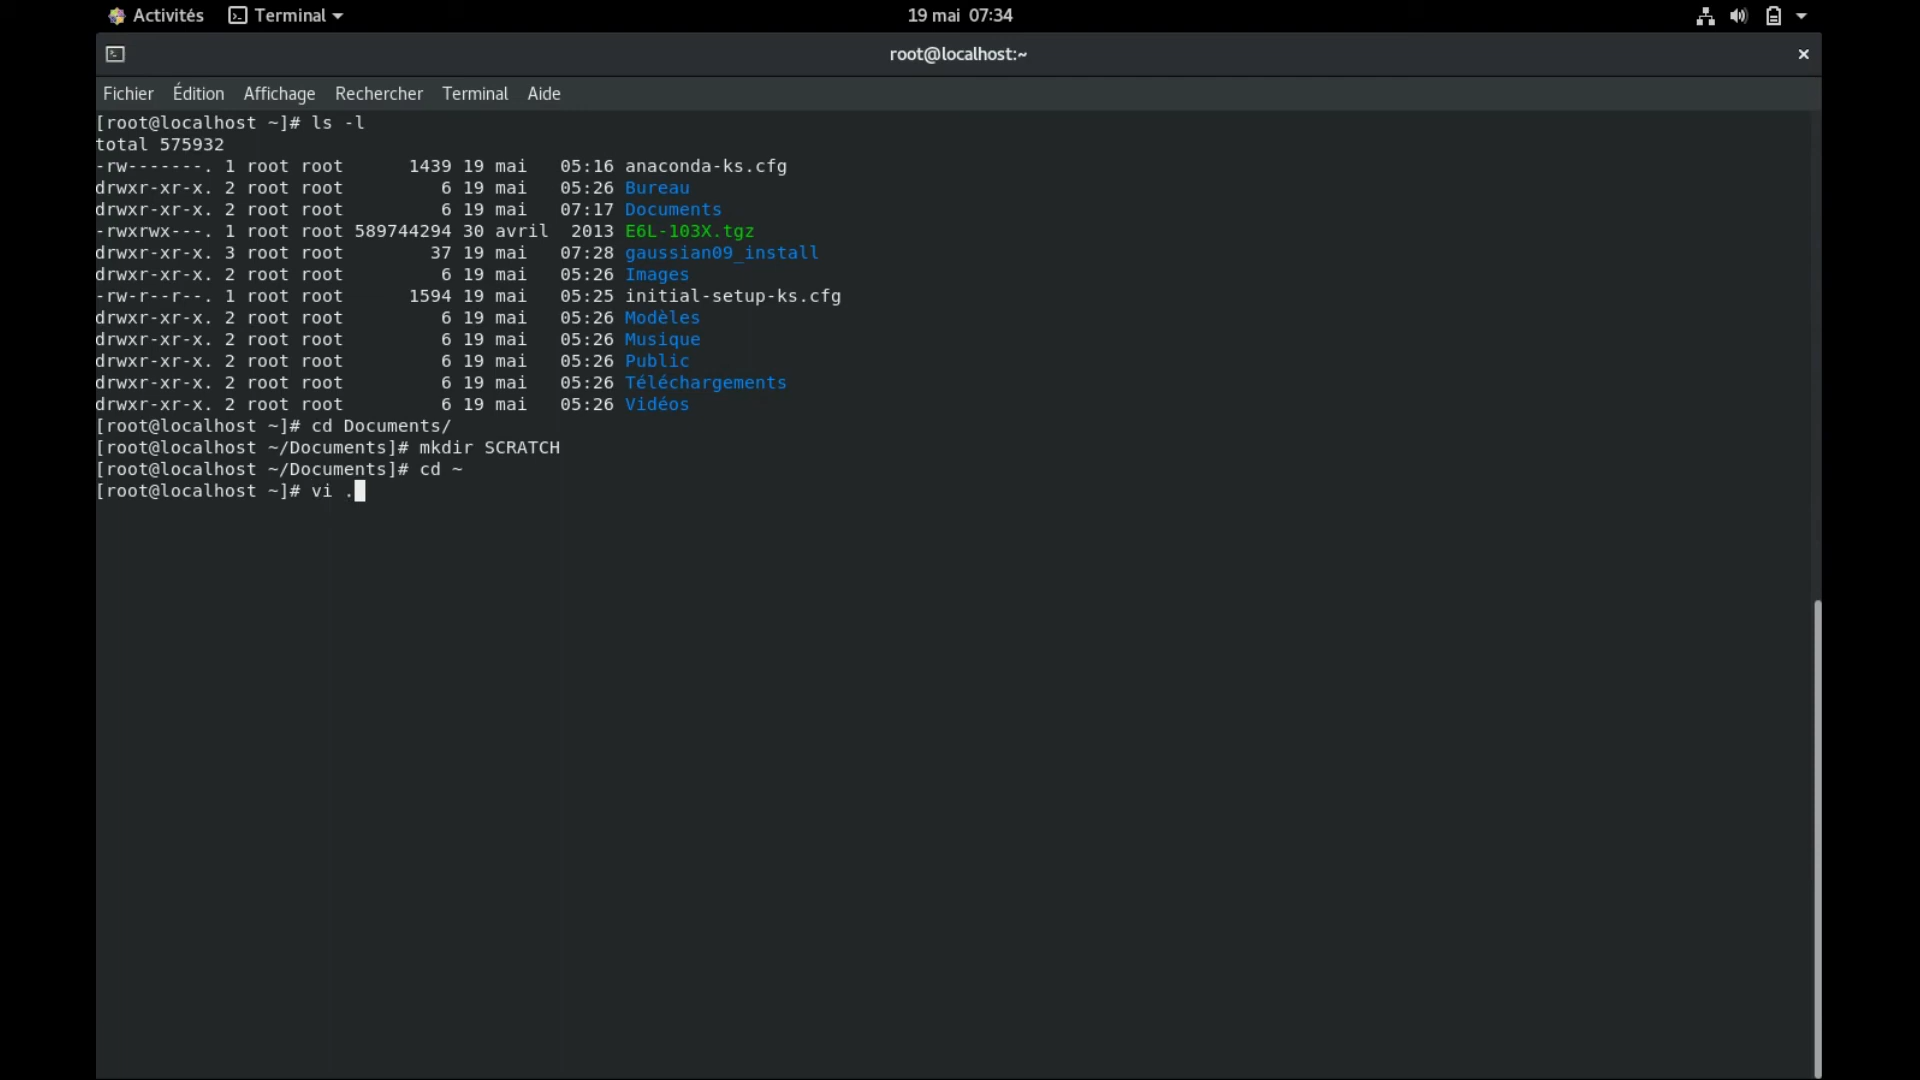 Activités Terminal 19 mai 07:34
root@localhost:~
Fichier Édition Affichage Rechercher Terminal Aide
[root@localhost ~]# ls -l
total 575932
-rw-------. 1 root root      1439 19 mai   05:16 anaconda-ks.cfg
drwxr-xr-x. 2 root root         6 19 mai   05:26 Bureau
drwxr-xr-x. 2 root root         6 19 mai   07:17 Documents
-rwxrwx---. 1 root root 589744294 30 avril  2013 E6L-103X.tgz
drwxr-xr-x. 3 root root        37 19 mai   07:28 gaussian09_install
drwxr-xr-x. 2 root root         6 19 mai   05:26 Images
-rw-r--r--. 1 root root      1594 19 mai   05:25 initial-setup-ks.cfg
drwxr-xr-x. 2 root root         6 19 mai   05:26 Modèles
drwxr-xr-x. 2 root root         6 19 mai   05:26 Musique
drwxr-xr-x. 2 root root         6 19 mai   05:26 Public
drwxr-xr-x. 2 root root         6 19 mai   05:26 Téléchargements
drwxr-xr-x. 2 root root         6 19 mai   05:26 Vidéos
[root@localhost ~]# cd Documents/
[root@localhost ~/Documents]# mkdir SCRATCH
[root@localhost ~/Documents]# cd ~
[root@localhost ~]# vi .